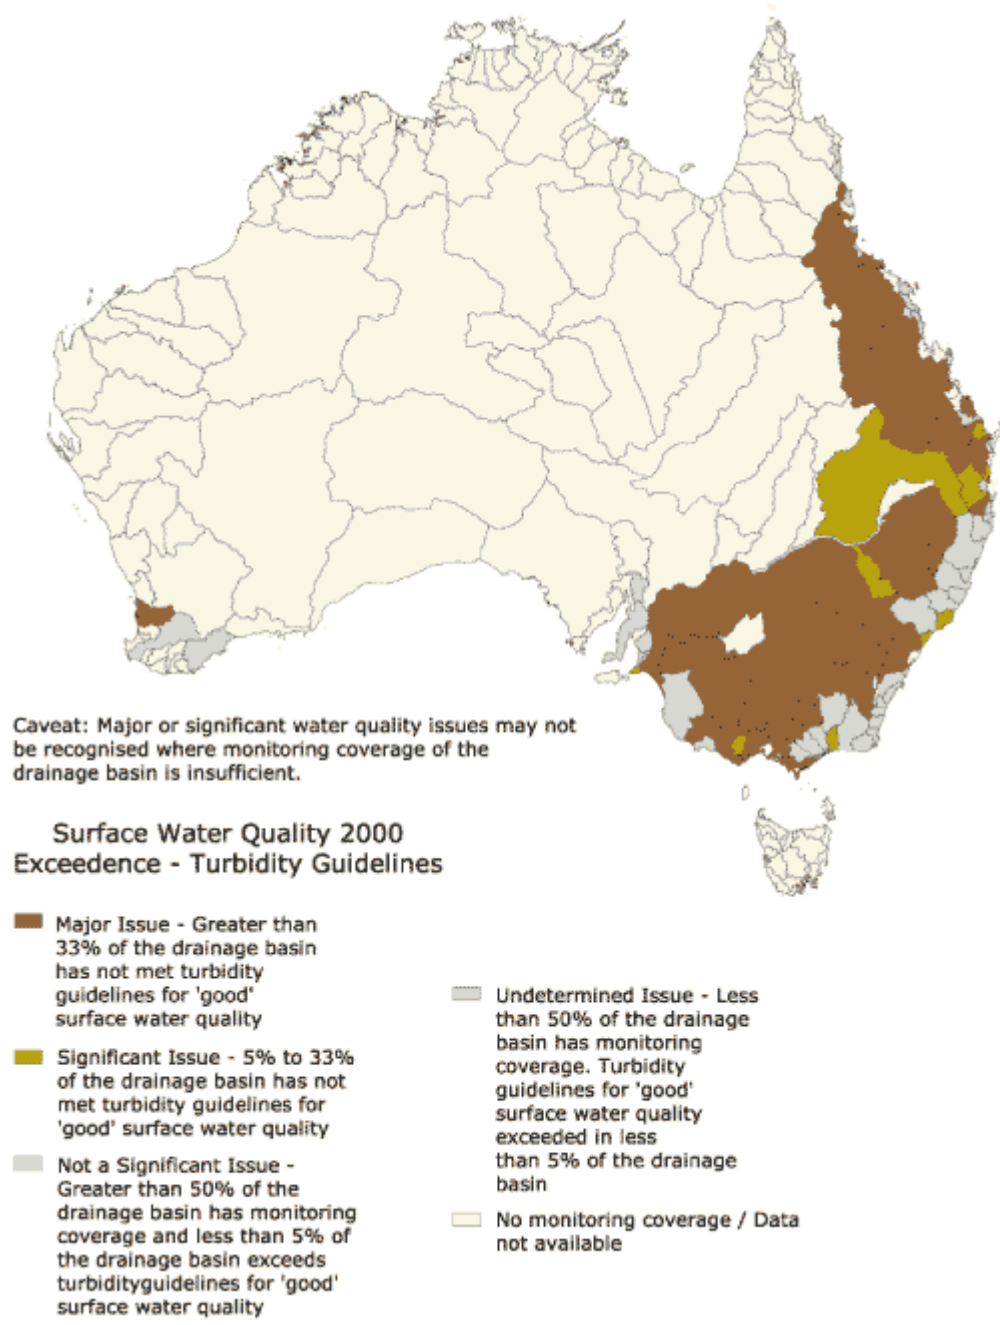 Caveat: Major or significant water quality issues may not
be recognised where monitoring coverage of the
drainage basin is insufficient.
Surface Water Quality 2000
Exceedence - Turbidity Guidelines
Major Issue - Greater than
33% of the drainage basin
has not met turbidity
guidelines for 'good'
surface water quality
Significant Issue - 5% to 33%
of the drainage basin has not
met turbidity guidelines for
'good' surface water quality
Not a Significant Issue -
Greater than 50% of the
drainage basin has monitoring
coverage and less than 5% of
the drainage basin exceeds
turbidityguidelines for 'good'
surface water quality
Undetermined Issue - Less
than 50% of the drainage
basin has monitoring
coverage. Turbidity
guidelines for 'good'
surface water quality
exceeded in less
than 5% of the drainage
basin
No monitoring coverage / Data
not available